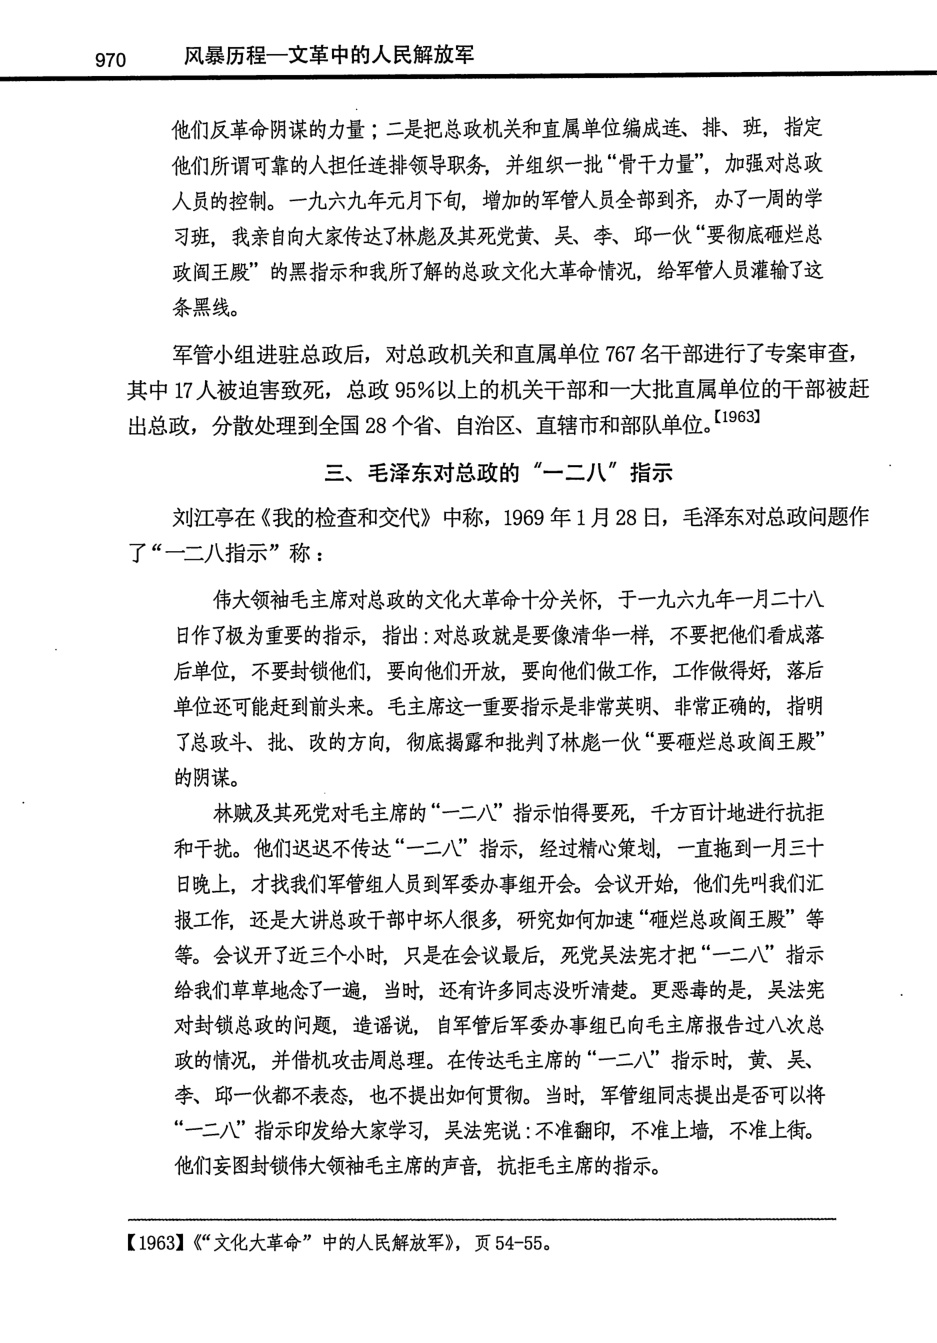 970 风暴历程—文革中的人民解放军
他们反革命阴谋的力量；二是把总政机关和直属单位编成连、排、班，指定
他们所谓可靠的人担任连排领导职务，并组织一批“骨干力量”，加强对总政
人员的控制。一九六九年元月下旬，增加的军管人员全部到齐，办了一周的学
习班，我亲自向大家传达了林彪及其死党黄、吴、李、邱一伙“要彻底砸烂总
政阎王殿”的黑指示和我所了解的总政文化大革命情况，给军管人员灌输了这
条黑线。
军管小组进驻总政后，对总政机关和直属单位 767 名干部进行了专案审查，
其中 17 人被迫害致死，总政 95%以上的机关干部和一大批直属单位的干部被赶
出总政，分散处理到全国 28 个省、自治区、直辖市和部队单位。【1963】
三、毛泽东对总政的“一二八”指示
刘江亭在《我的检查和交代》中称，1969 年 1 月 28 日，毛泽东对总政问题作
了“一二八指示”称：
伟大领袖毛主席对总政的文化大革命十分关怀，于一九六九年一月二十八
日作了极为重要的指示，指出：对总政就是要像清华一样，不要把他们看成落
后单位，不要封锁他们，要向他们开放，要向他们做工作，工作做得好，落后
单位还可能赶到前头来。毛主席这一重要指示是非常英明、非常正确的，指明
了总政斗、批、改的方向，彻底揭露和批判了林彪一伙“要砸烂总政阎王殿”
的阴谋。
林贼及其死党对毛主席的“一二八”指示怕得要死，千方百计地进行抗拒
和干扰。他们迟迟不传达“一二八”指示，经过精心策划，一直拖到一月三十
日晚上，才找我们军管组人员到军委办事组开会。会议开始，他们先叫我们汇
报工作，还是大讲总政干部中坏人很多，研究如何加速“砸烂总政阎王殿”等
等。会议开了近三个小时，只是在会议最后，死党吴法宪才把“一二八”指示
给我们草草地念了一遍，当时，还有许多同志没听清楚。更恶毒的是，吴法宪
对封锁总政的问题，造谣说，自军管后军委办事组已向毛主席报告过八次总
政的情况，并借机攻击周总理。在传达毛主席的“一二八”指示时，黄、吴、
李、邱一伙都不表态，也不提出如何贯彻。当时，军管组同志提出是否可以将
“一二八”指示印发给大家学习，吴法宪说：不准翻印，不准上墙，不准上街。
他们妄图封锁伟大领袖毛主席的声音，抗拒毛主席的指示。
【1963】《“文化大革命”中的人民解放军》，页 54-55。